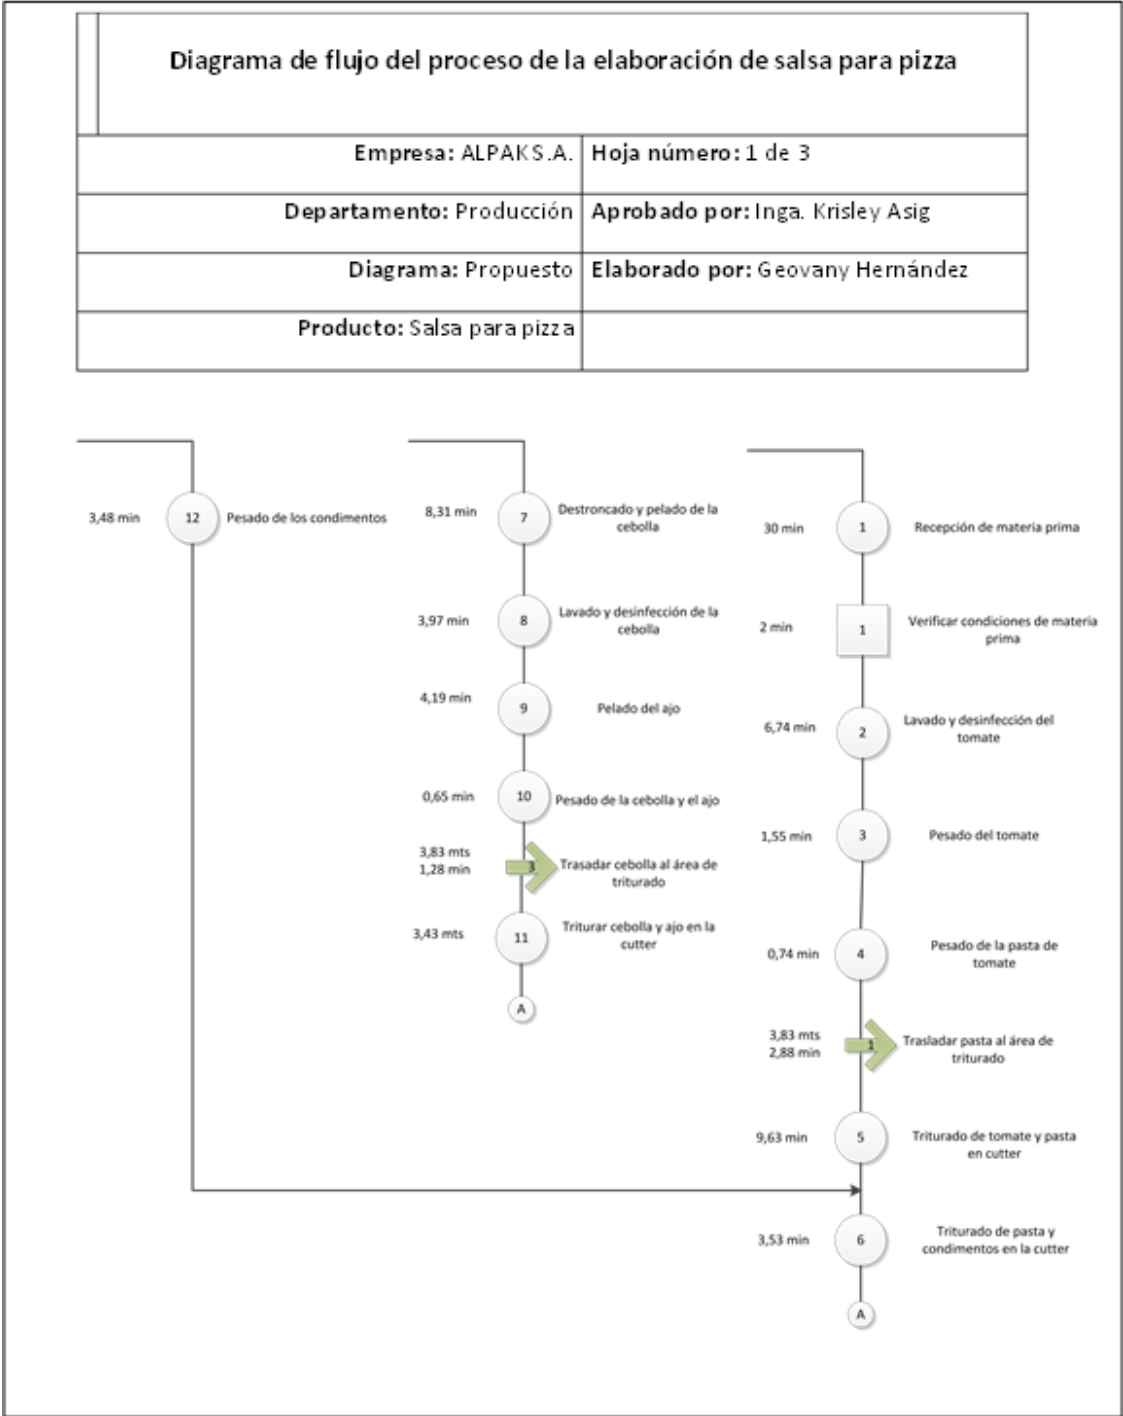 Diagrama de flujo del proceso de la elaboración de salsa para pizza
Empresa: ALPAK S.A. Hoja número: 1 de 3
Departamento: Producción Aprobado por: Inga. Krisley Asig
Diagrama: Propuesto Elaborado por: Geovany Hernández
Producto: Salsa para pizza
3,48 min
12
Pesado de los condimentos
8,31 min
7
Destroncado y pelado de la
cebolla
3,97 min
8
Lavado y desinfección de la
cebolla
4,19 min
9
Pelado del ajo
0,65 min
10
Pesado de la cebolla y el ajo
3,83 mts
1,28 min
3
Trasadar cebolla al área de
triturado
3,43 mts
11
Triturar cebolla y ajo en la
cutter
A
30 min
1
Recepción de materia prima
2 min
1
Verificar condiciones de materia
prima
6,74 min
2
Lavado y desinfección del
tomate
1,55 min
3
Pesado del tomate
0,74 min
4
Pesado de la pasta de
tomate
3,83 mts
2,88 min
1
Trasladar pasta al área de
triturado
9,63 min
5
Triturado de tomate y pasta
en cutter
3,53 min
6
Triturado de pasta y
condimentos en la cutter
A